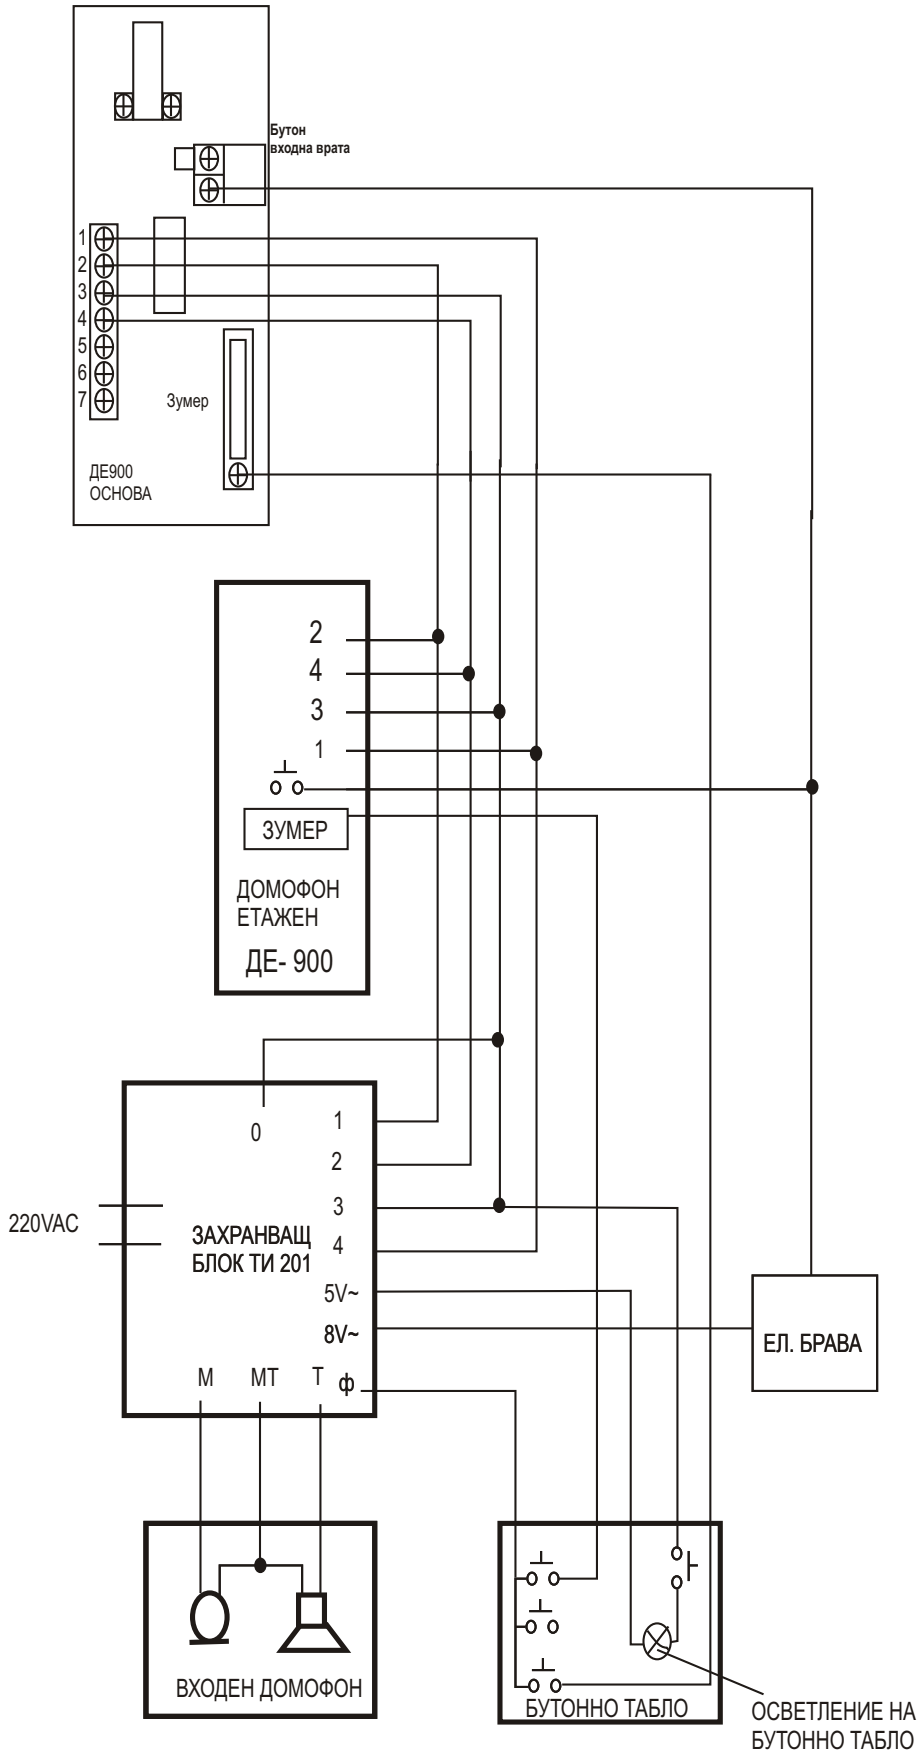 Бутон
входна врата
1
2
3
4
5
6
7
Зумер
ДЕ900
ОСНОВА
2
4
3
1
ЗУМЕР
ДОМОФОН
ЕТАЖЕН
ДЕ- 900
0
1
2
3
4
220VAC
ЗАХРАНВАЩ
БЛОК ТИ 201
5V~
8V~
М
МТ
Т
ф
ЕЛ. БРАВА
ВХОДЕН ДОМОФОН
БУТОННО ТАБЛО
ОСВЕТЛЕНИЕ НА
БУТОННО ТАБЛО